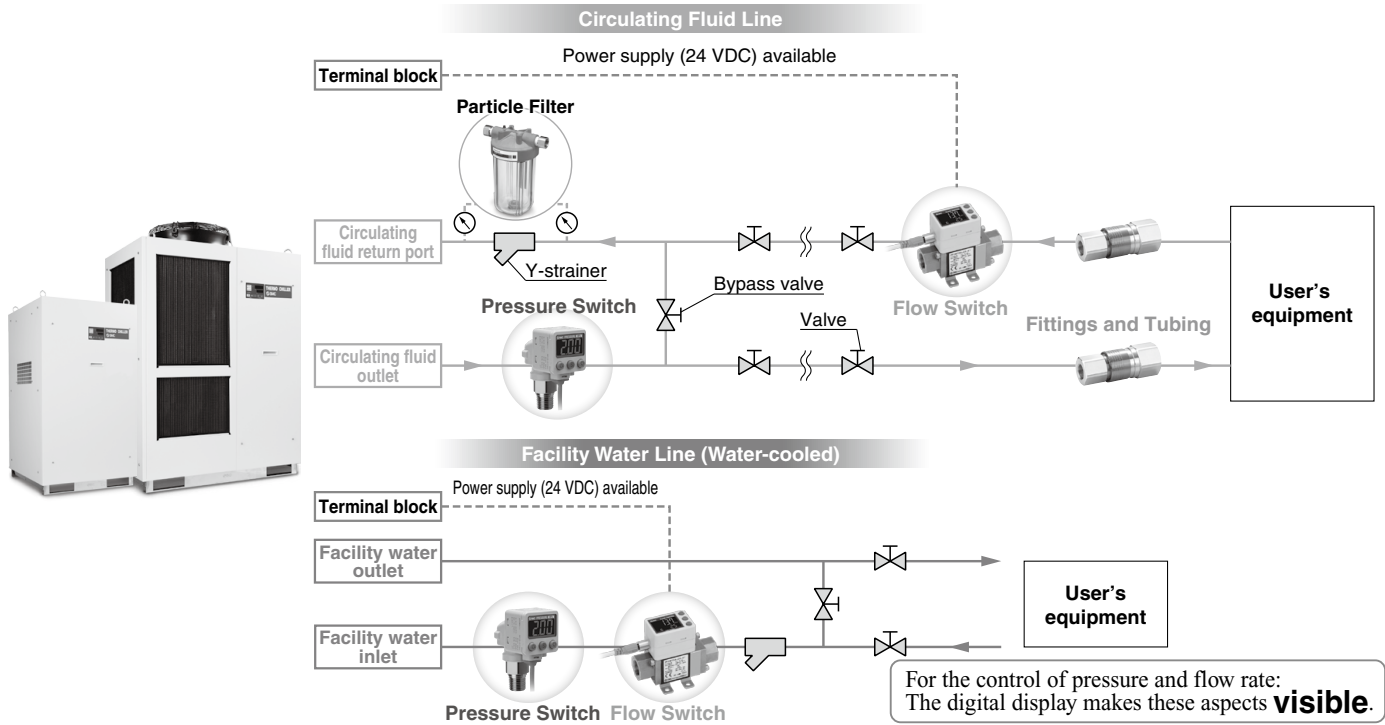 Circulating Fluid Line
Power supply (24 VDC) available
Terminal block
Particle Filter
Circulating
fluid return port
Y-strainer
Bypass valve
Flow Switch
Pressure Switch
Valve
Fittings and Tubing
User's
equipment
Circulating fluid
outlet
200
Facility Water Line (Water-cooled)
Power supply (24 VDC) available
Terminal block
Facility water
outlet
User's
equipment
Facility water
inlet
200
Pressure Switch
Flow Switch
For the control of pressure and flow rate:
The digital display makes these aspects visible.